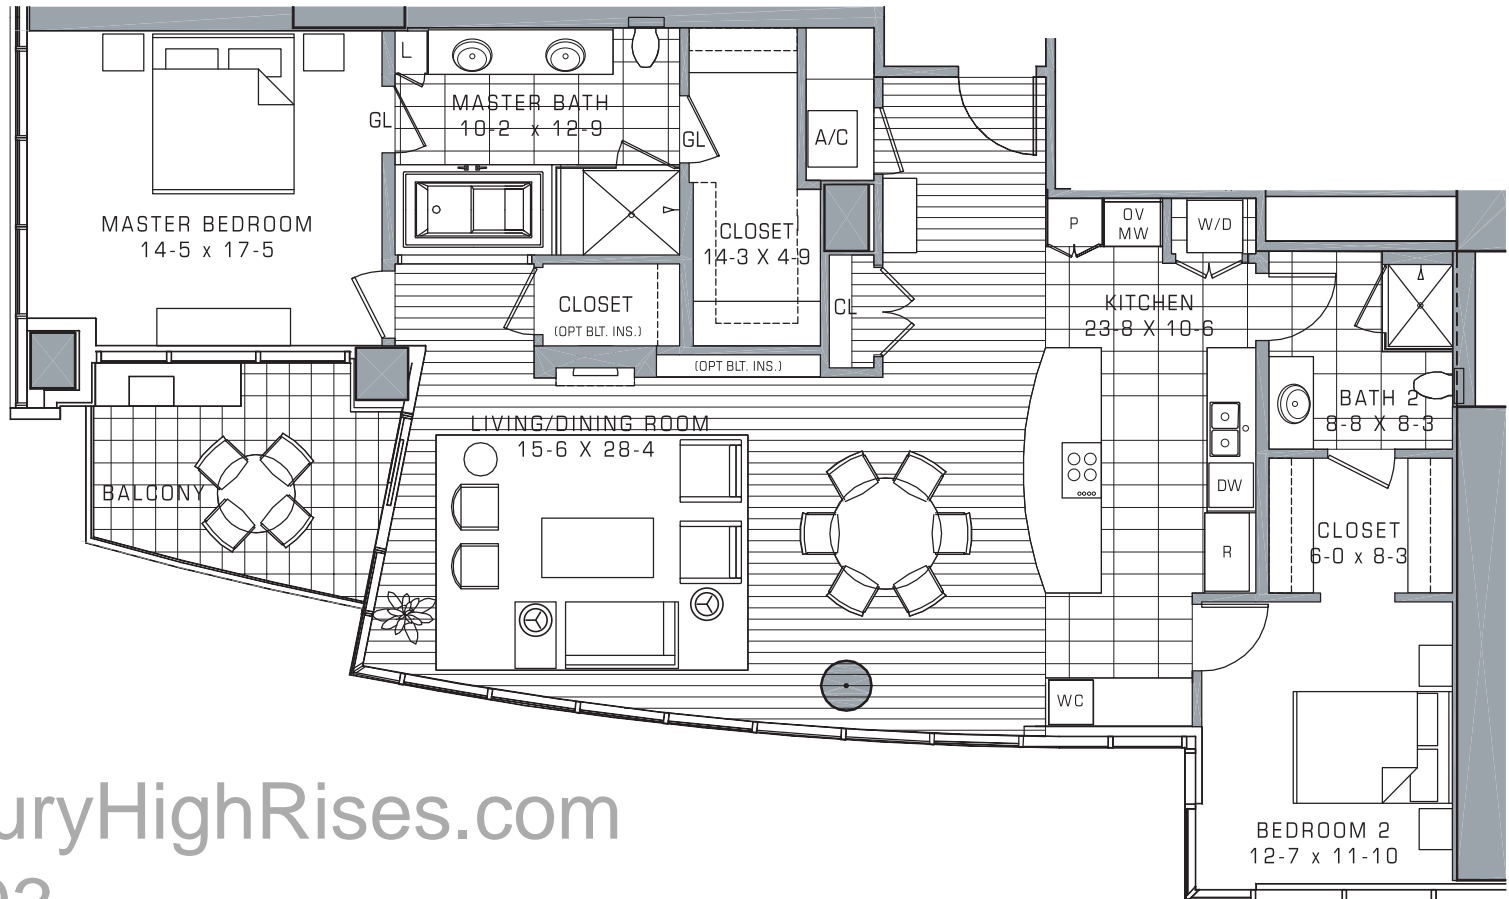 L
MASTER BATH
10-2 x 12-9
GL
GL
A/C
MASTER BEDROOM
14-5 x 17-5
CLOSET
14-3 X 4-9
P
OV
MW
W/D
CLOSET
(OPT BLT. INS.)
CL
KITCHEN
23-8 X 10-6
(OPT BLT. INS.)
LIVING/DINING ROOM
15-6 X 28-4
BATH 2
8-8 X 8-3
BALCONY
DW
R
CLOSET
6-0 x 8-3
WC
BEDROOM 2
12-7 x 11-10
uryHighRises.com